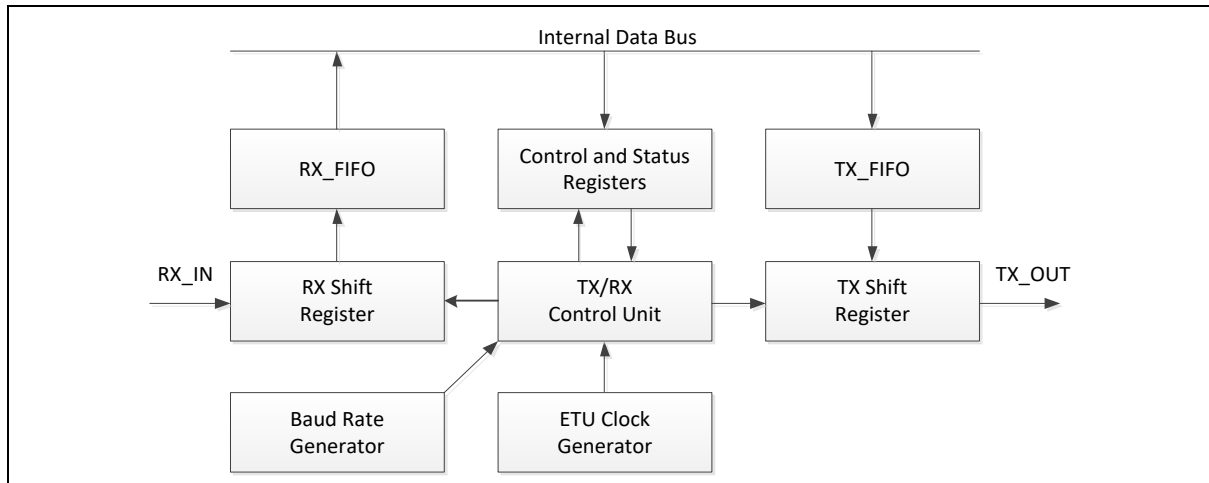 Internal Data Bus
RX_FIFO
Control and Status
Registers
TX_FIFO
RX_IN
RX Shift
Register
TX/RX
Control Unit
TX Shift
Register
TX_OUT
Baud Rate
Generator
ETU Clock
Generator